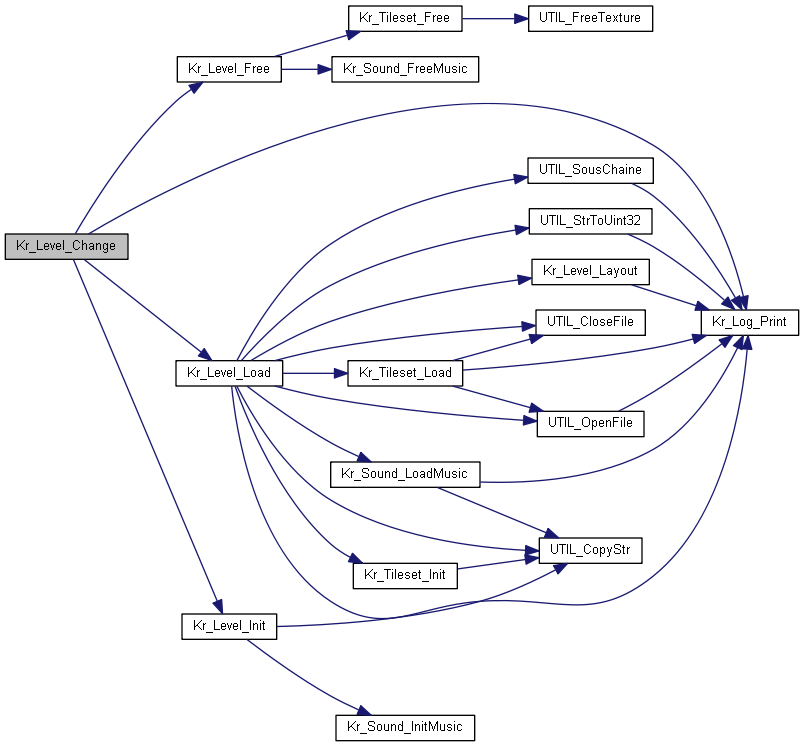 Kr_Tileset_Free
UTIL_FreeTexture
Kr_Level_Free
Kr_Sound_FreeMusic
UTIL_SousChaine
UTIL_StrToUint32
Kr_Level_Change
Kr_Level_Layout
UTIL_CloseFile
Kr_Log_Print
Kr_Level_Load
Kr_Tileset_Load
UTIL_OpenFile
Kr_Sound_LoadMusic
UTIL_CopyStr
Kr_Tileset_Init
Kr_Level_Init
Kr_Sound_InitMusic